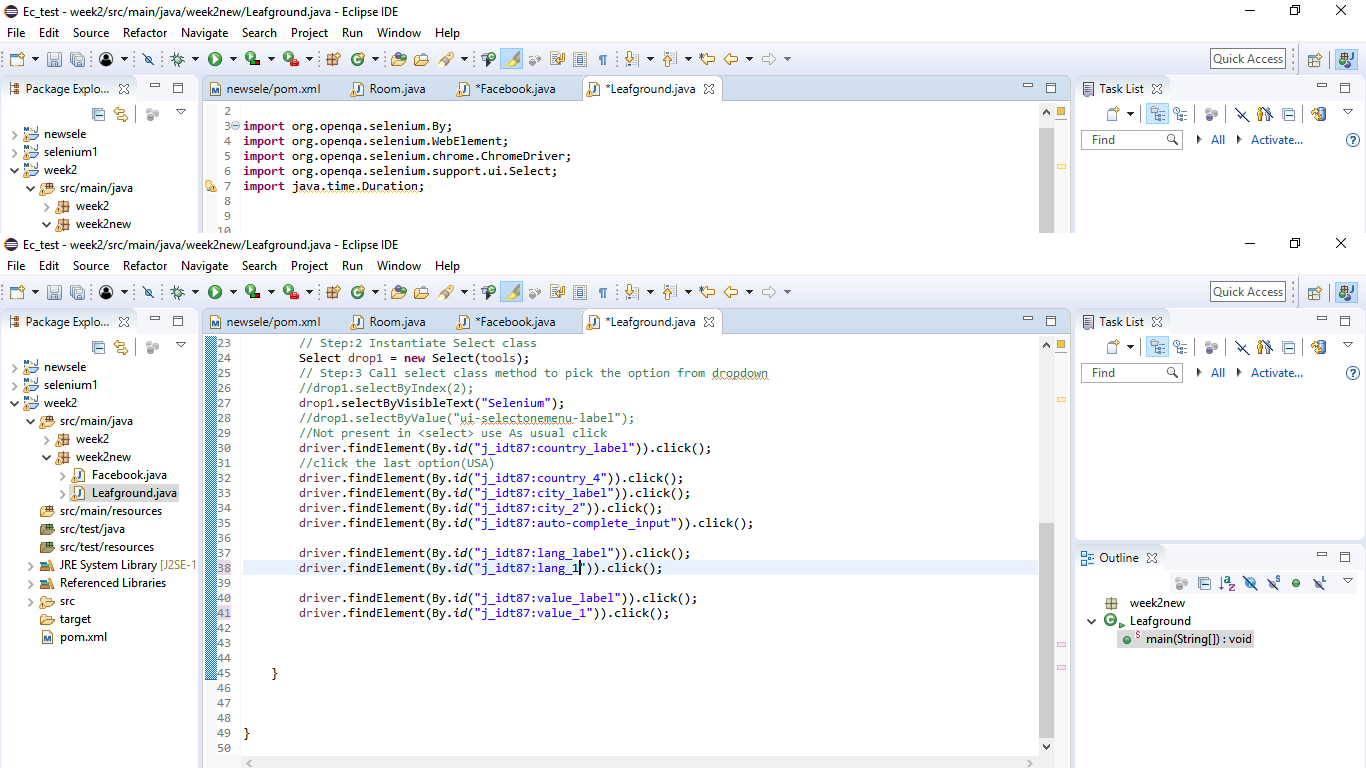 Ec_test - week2/src/main/java/week2new/Leafground.java - Eclipse IDE
File Edit Source Refactor Navigate Search Project Run Window Help
Quick Access
Package Explo...
newsele/pom.xml Room.java *Facebook.java *Leafground.java
Task List
Find All Activate...
newsele
selenium1
week2
src/main/java
week2
week2new
2
3 import org.openqa.selenium.By;
4 import org.openqa.selenium.WebElement;
5 import org.openqa.selenium.chrome.ChromeDriver;
6 import org.openqa.selenium.support.ui.Select;
7 import java.time.Duration;
8
9
10
Ec_test - week2/src/main/java/week2new/Leafground.java - Eclipse IDE
File Edit Source Refactor Navigate Search Project Run Window Help
Quick Access
Package Explo...
newsele/pom.xml Room.java *Facebook.java *Leafground.java
Task List
Find All Activate...
newsele
selenium1
week2
src/main/java
week2
week2new
Facebook.java
Leafground.java
src/main/resources
src/test/java
src/test/resources
JRE System Library [J2SE-1
Referenced Libraries
src
target
pom.xml
23 // Step:2 Instantiate Select class
24 Select drop1 = new Select(tools);
25 // Step:3 Call select class method to pick the option from dropdown
26 //drop1.selectByIndex(2);
27 drop1.selectByVisibleText("Selenium");
28 //drop1.selectByValue("ui-selectonemenu-label");
29 //Not present in <select> use As usual click
30 driver.findElement(By.id("j_idt87:country_label")).click();
31 //click the last option(USA)
32 driver.findElement(By.id("j_idt87:country_4")).click();
33 driver.findElement(By.id("j_idt87:city_label")).click();
34 driver.findElement(By.id("j_idt87:city_2")).click();
35 driver.findElement(By.id("j_idt87:auto-complete_input")).click();
36
37 driver.findElement(By.id("j_idt87:lang_label")).click();
38 driver.findElement(By.id("j_idt87:lang_1")).click();
39
40 driver.findElement(By.id("j_idt87:value_label")).click();
41 driver.findElement(By.id("j_idt87:value_1")).click();
42
43
44
45 }
46
47
48
49 }
50
Outline
week2new
Leafground
main(String[]) : void